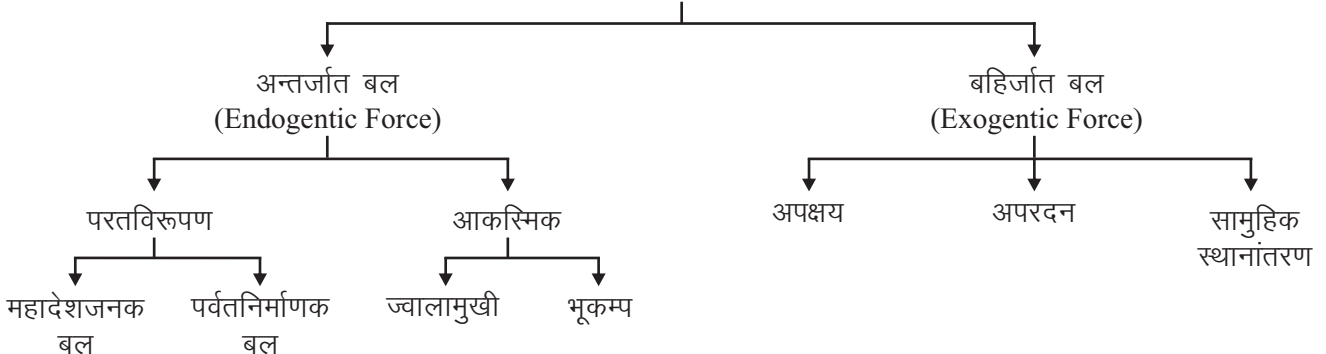 अन्तर्जात बल
(Endogentic Force)
बहिर्जात बल
(Exogentic Force)
परतविरूपण
आकस्मिक
अपक्षय
अपरदन
सामुहिक
स्थानांतरण
महादेशजनक
बल
पर्वतनिर्माणक
बल
ज्वालामुखी
भूकम्प